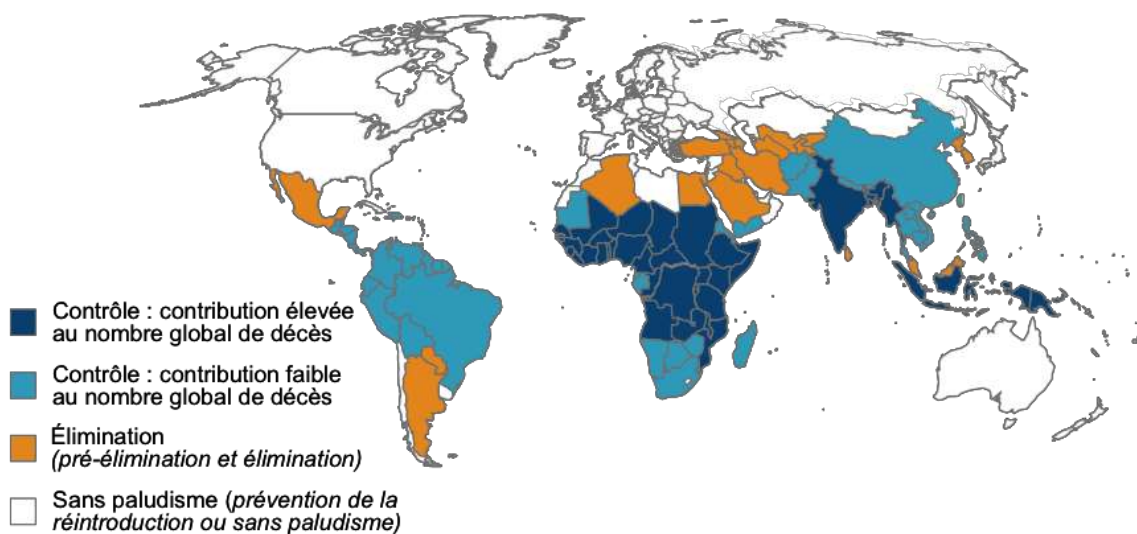 Contrôle : contribution élevée
au nombre global de décès
Contrôle : contribution faible
au nombre global de décès
Élimination
(pré-élimination et élimination)
Sans paludisme (prévention de la
réintroduction ou sans paludisme)